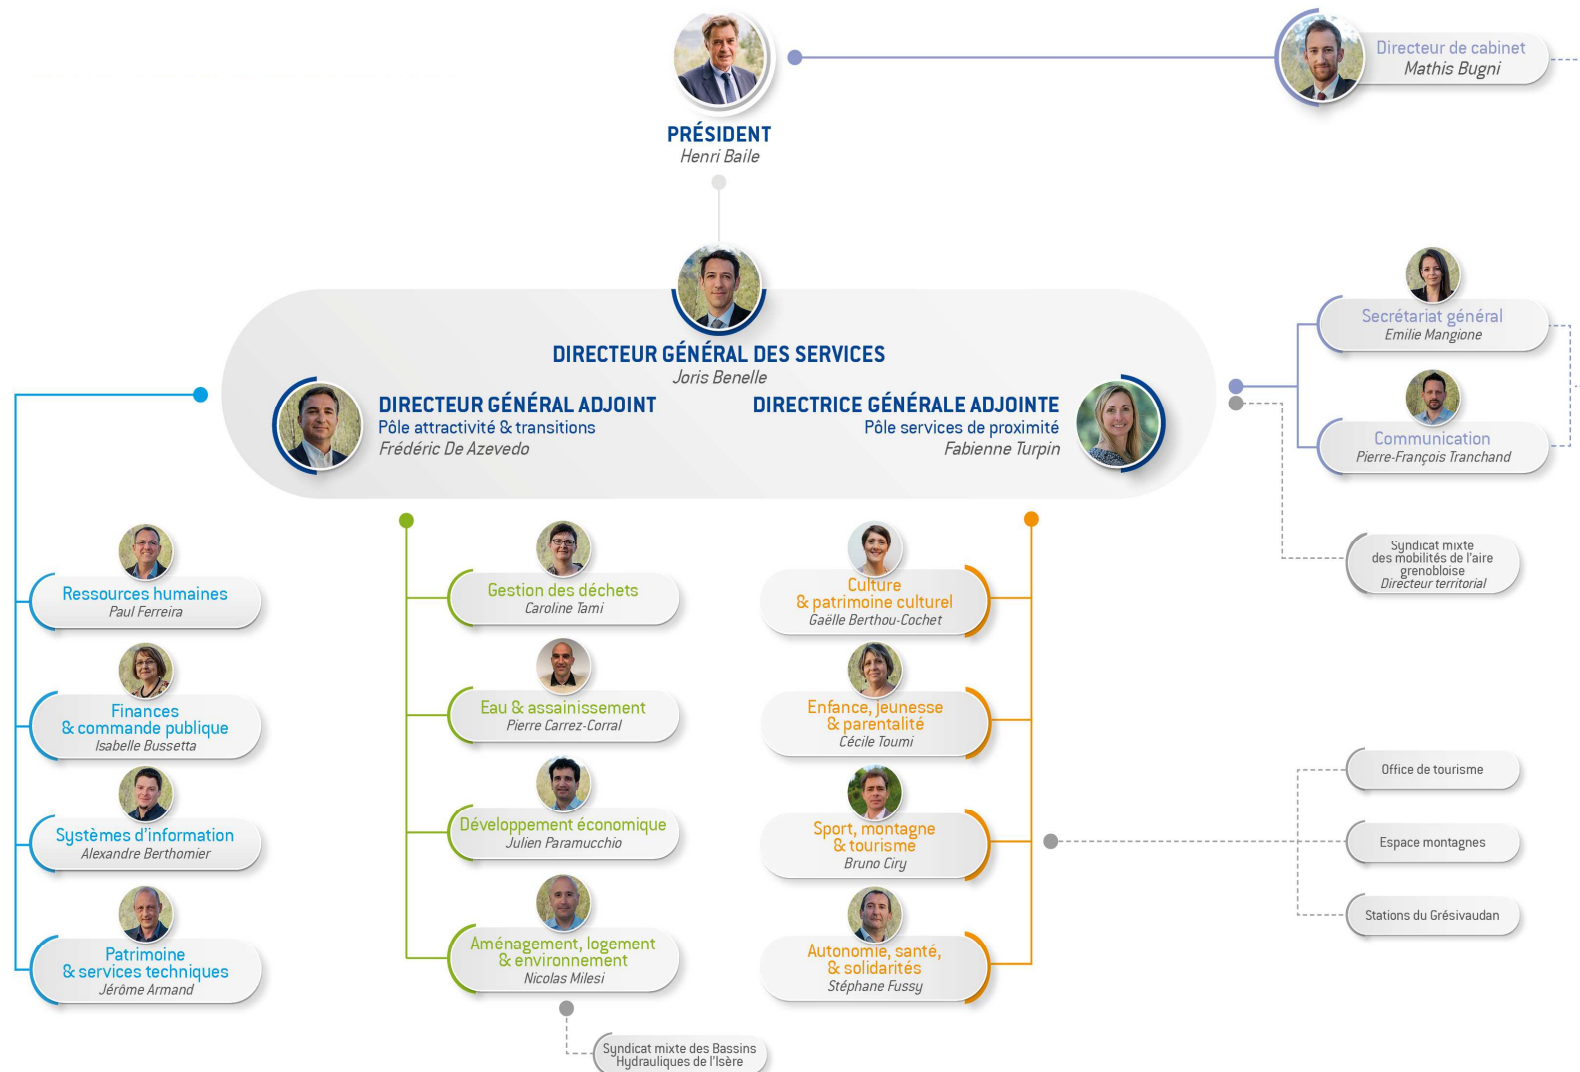 Directeur de cabinet
Mathis Bugni
PRÉSIDENT
Henri Baile
DIRECTEUR GÉNÉRAL DES SERVICES
Joris Benelle
DIRECTEUR GÉNÉRAL ADJOINT
Pôle attractivité & transitions
Frédéric De Azevedo
DIRECTRICE GÉNÉRALE ADJOINTE
Pôle services de proximité
Fabienne Turpin
Secrétariat général
Emilie Mangione
Communication
Pierre-François Tranchand
Syndicat mixte
des mobilités de l'aire
grenobloise
Directeur territorial
Ressources humaines
Paul Ferreira
Finances
& commande publique
Isabelle Bussetta
Systèmes d'information
Alexandre Berthomier
Patrimoine
& services techniques
Jérôme Armand
Gestion des déchets
Caroline Tami
Eau & assainissement
Pierre Carrez-Corral
Développement économique
Julien Paramucchio
Aménagement, logement
& environnement
Nicolas Milesi
Syndicat mixte des Bassins
Hydrauliques de l'Isère
Culture
& patrimoine culturel
Gaëlle Berthou-Cochet
Enfance, jeunesse
& parentalité
Cécile Toumi
Sport, montagne
& tourisme
Bruno Ciry
Autonomie, santé,
& solidarités
Stéphane Fussy
Office de tourisme
Espace montagnes
Stations du Grésivaudan